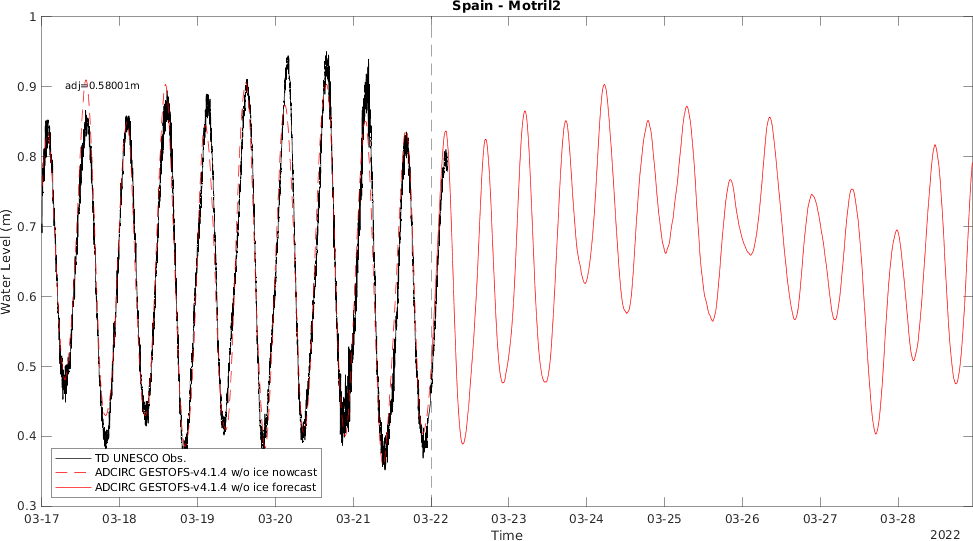 Spain - Motril2
1
0.9
0.8
0.7
0.6
0.5
0.4
0.3
Water Level (m)
adj=0.58001m
TD UNESCO Obs.
ADCIRC GESTOFS-v4.1.4 w/o ice nowcast
ADCIRC GESTOFS-v4.1.4 w/o ice forecast
03-17 03-18 03-19 03-20 03-21 03-22 03-23 03-24 03-25 03-26 03-27 03-28
Time
2022